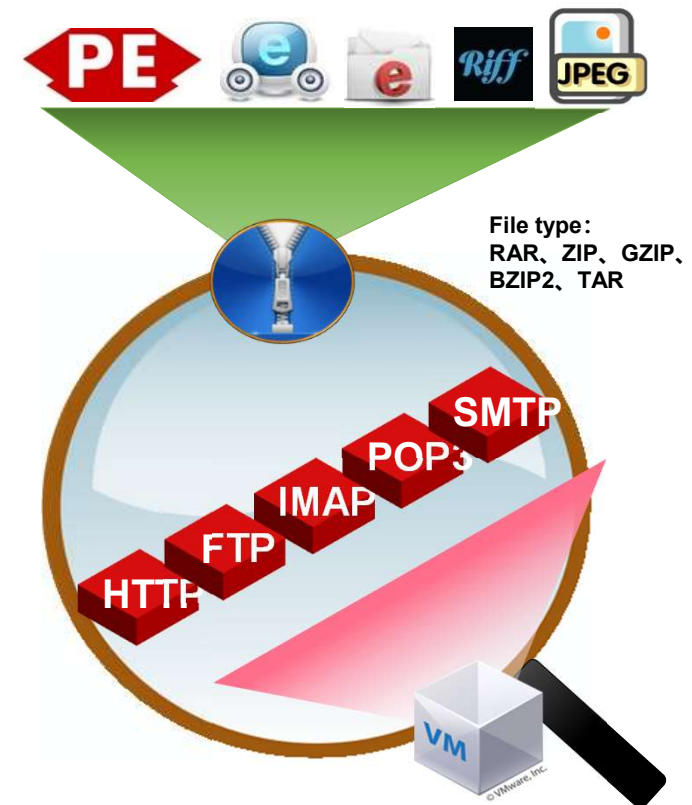 PE
e
e
Riff
JPEG
File type：
RAR、ZIP、GZIP、
BZIP2、TAR
SMTP
POP3
IMAP
FTP
HTTP
VM
© VMware, Inc.